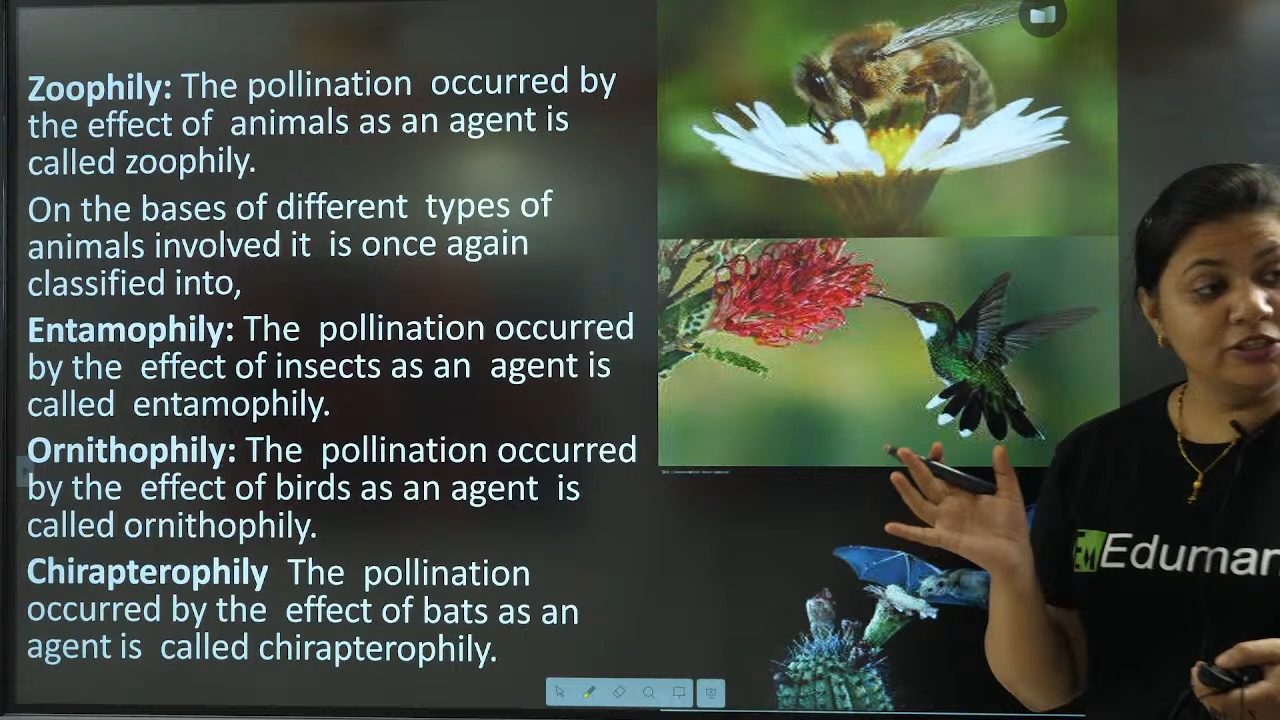 Zoophily: The pollination occurred by
the effect of animals as an agent is
called zoophily.
On the bases of different types of
animals involved it is once again
classified into,
Entamophily: The pollination occurred
by the effect of insects as an agent is
called entamophily.
Ornithophily: The pollination occurred
by the effect of birds as an agent is
called ornithophily.
Chirapterophily The pollination
occurred by the effect of bats as an
agent is called chirapterophily.
EM Eduman